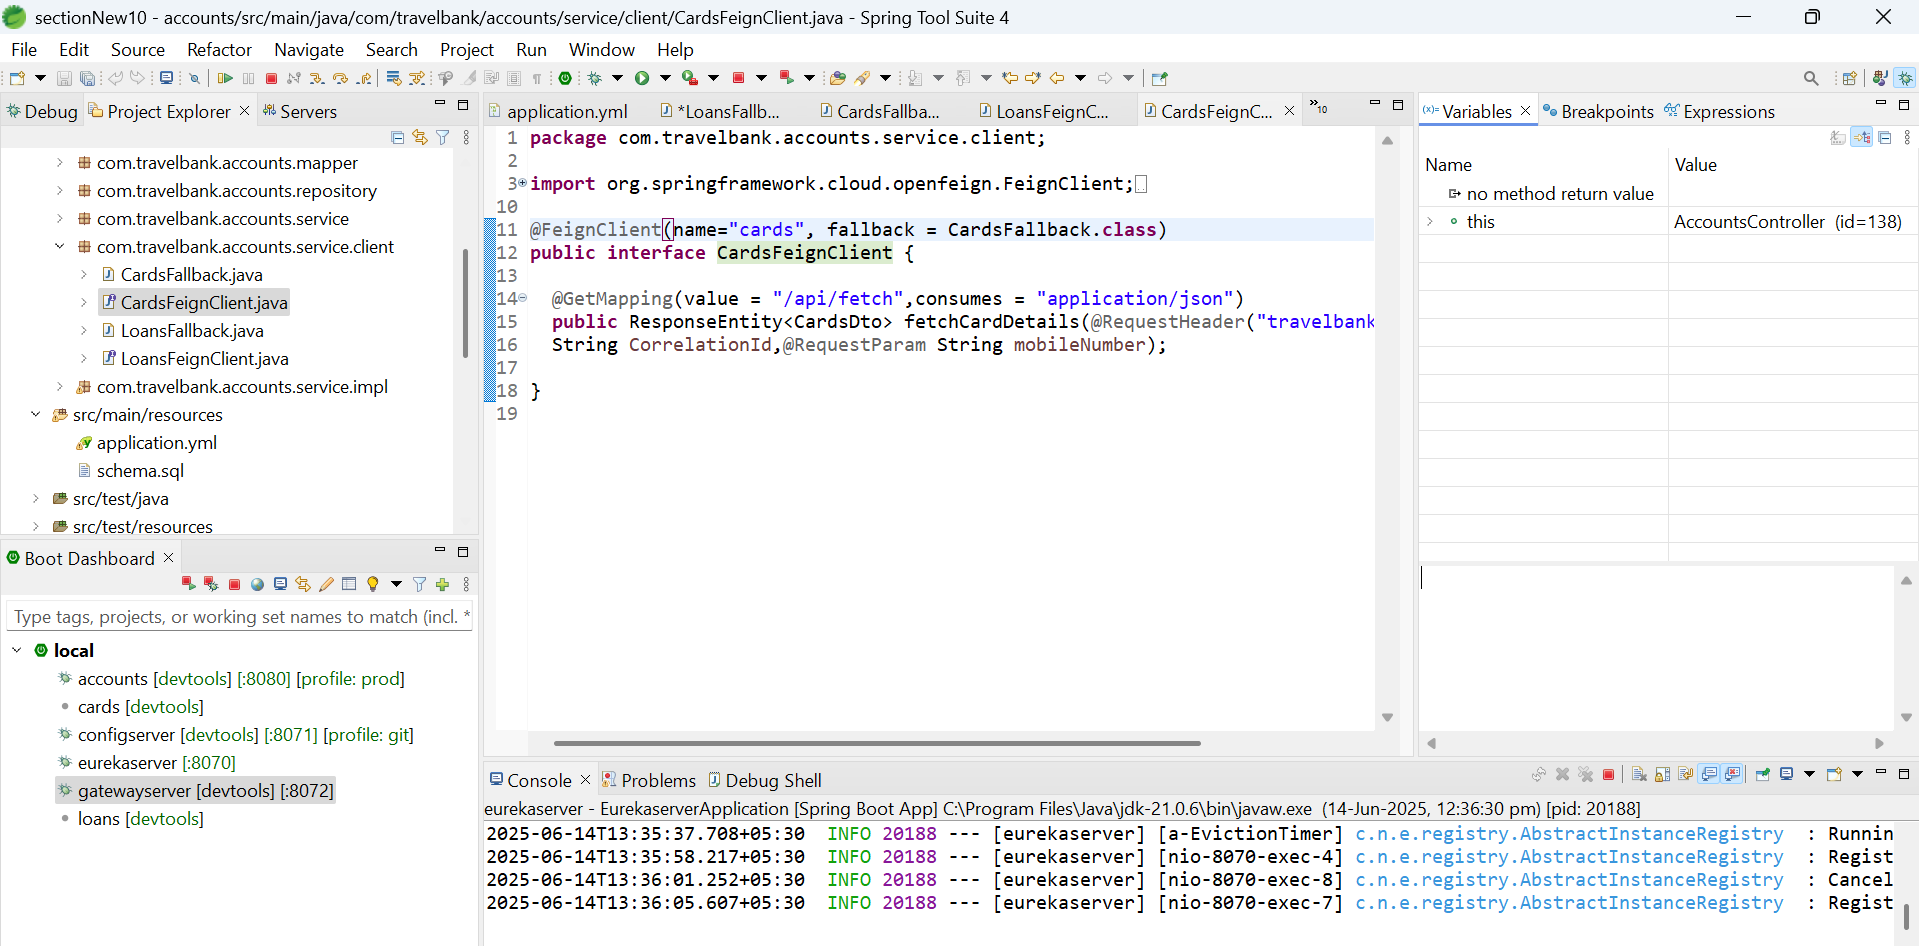 sectionNew10 - accounts/src/main/java/com/travelbank/accounts/service/client/CardsFeignClient.java - Spring Tool Suite 4
File Edit Source Refactor Navigate Search Project Run Window Help
Debug Project Explorer Servers
com.travelbank.accounts.mapper
com.travelbank.accounts.repository
com.travelbank.accounts.service
com.travelbank.accounts.service.client
CardsFallback.java
CardsFeignClient.java
LoansFallback.java
LoansFeignClient.java
com.travelbank.accounts.service.impl
src/main/resources
application.yml
schema.sql
src/test/java
src/test/resources
Boot Dashboard
Type tags, projects, or working set names to match (incl. *
local
accounts [devtools] [:8080] [profile: prod]
cards [devtools]
configserver [devtools] [:8071] [profile: git]
eurekaserver [:8070]
gatewayserver [devtools] [:8072]
loans [devtools]
application.yml *LoansFallb... CardsFallba... LoansFeignC... CardsFeignC... »10
1 package com.travelbank.accounts.service.client;
2
3 import org.springframework.cloud.openfeign.FeignClient;
10
11 @FeignClient(name="cards", fallback = CardsFallback.class)
12 public interface CardsFeignClient {
13
14 @GetMapping(value = "/api/fetch",consumes = "application/json")
15 public ResponseEntity<CardsDto> fetchCardDetails(@RequestHeader("travelbank
16 String CorrelationId,@RequestParam String mobileNumber);
17
18 }
19
(x)= Variables Breakpoints Expressions
Name Value
no method return value
this AccountsController (id=138)
Console Problems Debug Shell
eurekaserver - EurekaserverApplication [Spring Boot App] C:\Program Files\Java\jdk-21.0.6\bin\javaw.exe (14-Jun-2025, 12:36:30 pm) [pid: 20188]
2025-06-14T13:35:37.708+05:30 INFO 20188 --- [eurekaserver] [a-EvictionTimer] c.n.e.registry.AbstractInstanceRegistry : Runnin
2025-06-14T13:35:58.217+05:30 INFO 20188 --- [eurekaserver] [nio-8070-exec-4] c.n.e.registry.AbstractInstanceRegistry : Regist
2025-06-14T13:36:01.252+05:30 INFO 20188 --- [eurekaserver] [nio-8070-exec-8] c.n.e.registry.AbstractInstanceRegistry : Cancel
2025-06-14T13:36:05.607+05:30 INFO 20188 --- [eurekaserver] [nio-8070-exec-7] c.n.e.registry.AbstractInstanceRegistry : Regist